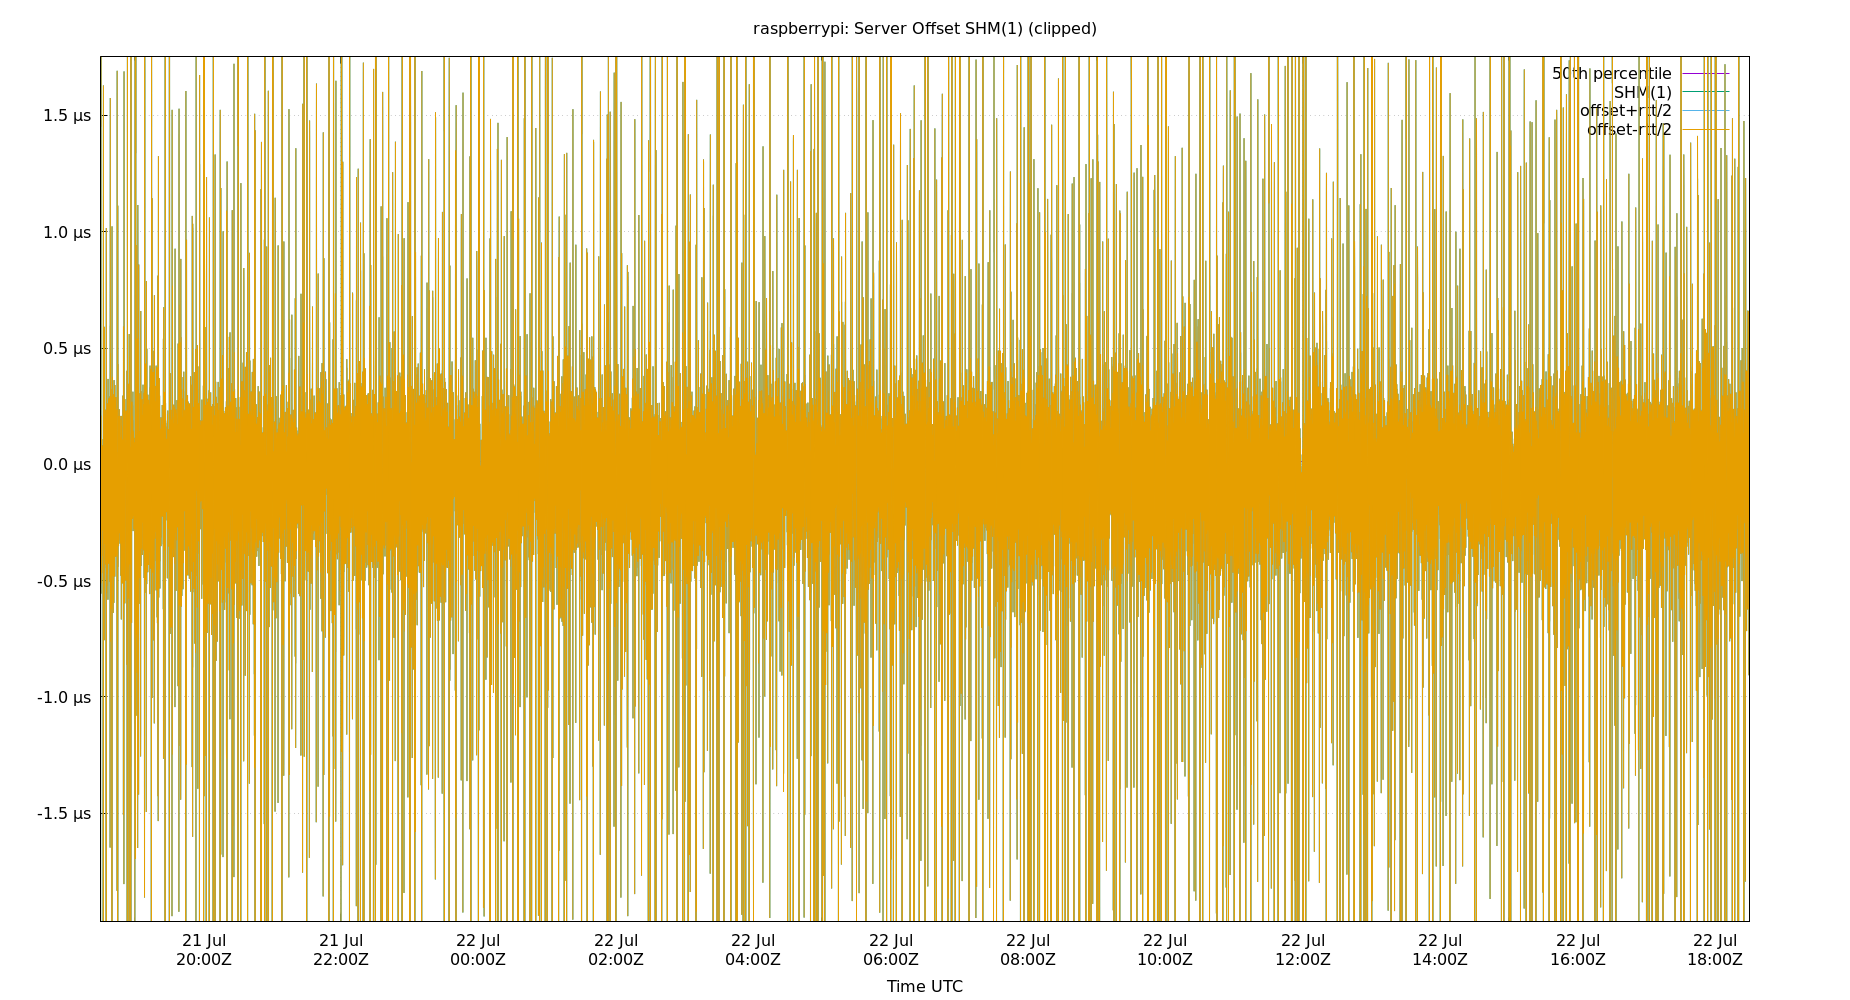 raspberrypi: Server Offset SHM(1) (clipped)
50th percentile
SHM(1)
offset+rtt/2
offset-rtt/2
1.5 µs
1.0 µs
0.5 µs
0.0 µs
-0.5 µs
-1.0 µs
-1.5 µs
21 Jul 21 Jul 22 Jul 22 Jul 22 Jul 22 Jul 22 Jul 22 Jul 22 Jul 22 Jul 22 Jul 22 Jul
20:00Z 22:00Z 00:00Z 02:00Z 04:00Z 06:00Z 08:00Z 10:00Z 12:00Z 14:00Z 16:00Z 18:00Z
Time UTC